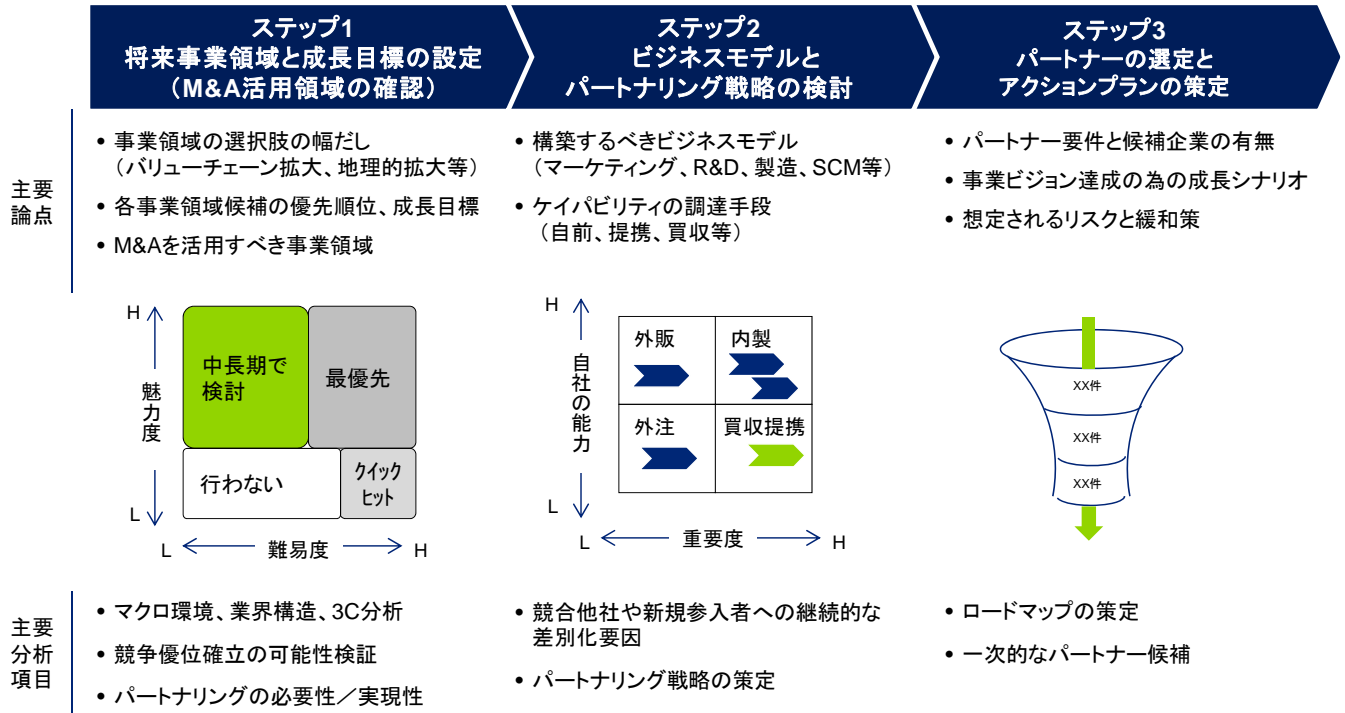 ステップ1
将来事業領域と成長目標の設定
（M&A活用領域の確認）
ステップ2
ビジネスモデルと
パートナリング戦略の検討
ステップ3
パートナーの選定と
アクションプランの策定
主要
論点
• 事業領域の選択肢の幅だし
（バリューチェーン拡大、地理的拡大等）
• 各事業領域候補の優先順位、成長目標
• M&Aを活用すべき事業領域
• 構築するべきビジネスモデル
（マーケティング、R&D、製造、SCM等）
• ケイパビリティの調達手段
（自前、提携、買収等）
• パートナー要件と候補企業の有無
• 事業ビジョン達成の為の成長シナリオ
• 想定されるリスクと緩和策
H
魅力度
L
中長期で
検討
最優先
行わない
クイック
ヒット
L
難易度
H
H
自社の能力
L
外販
内製
外注
買収提携
L
重要度
H
XX件
XX件
XX件
主要
分析
項目
• マクロ環境、業界構造、3C分析
• 競争優位確立の可能性検証
• パートナリングの必要性／実現性
• 競合他社や新規参入者への継続的な
差別化要因
• パートナリング戦略の策定
• ロードマップの策定
• 一次的なパートナー候補